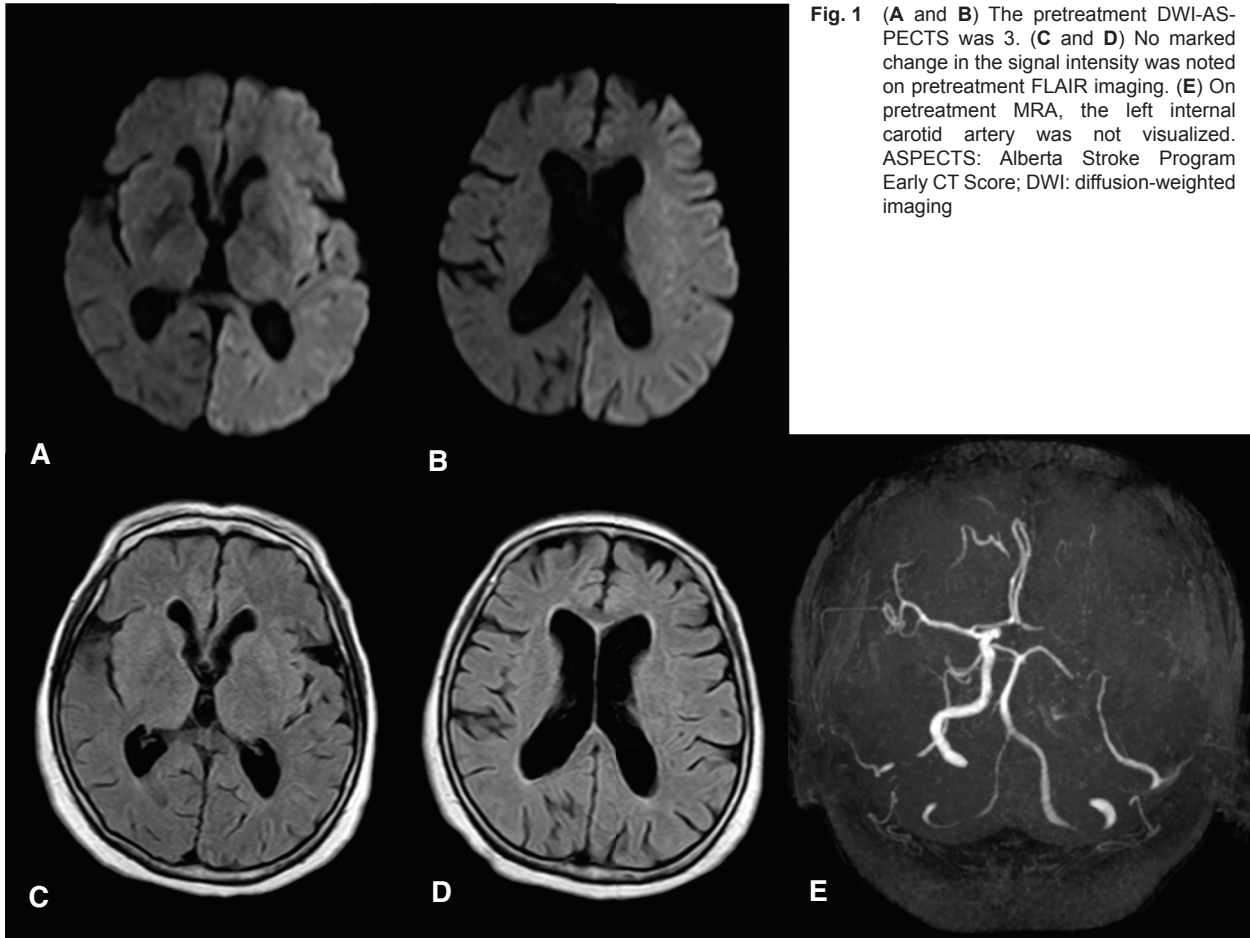 Fig. 1 (A and B) The pretreatment DWI-AS-
PECTS was 3. (C and D) No marked
change in the signal intensity was noted
on pretreatment FLAIR imaging. (E) On
pretreatment MRA, the left internal
carotid artery was not visualized.
ASPECTS: Alberta Stroke Program
Early CT Score; DWI: diffusion-weighted
imaging
A
B
C
D
E